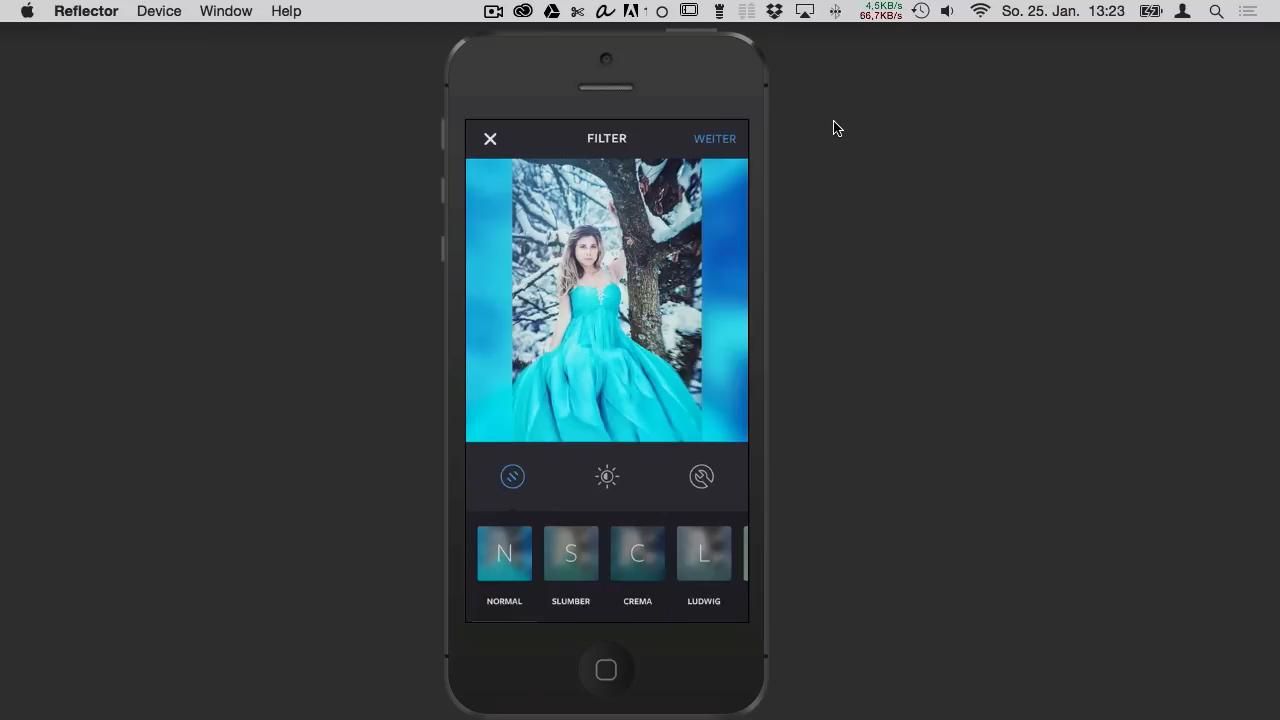 Reflector Device Window Help 4,5KB/s 66,7KB/s So. 25. Jan. 13:23
FILTER WEITER
N S C L
NORMAL SLUMBER CREMA LUDWIG